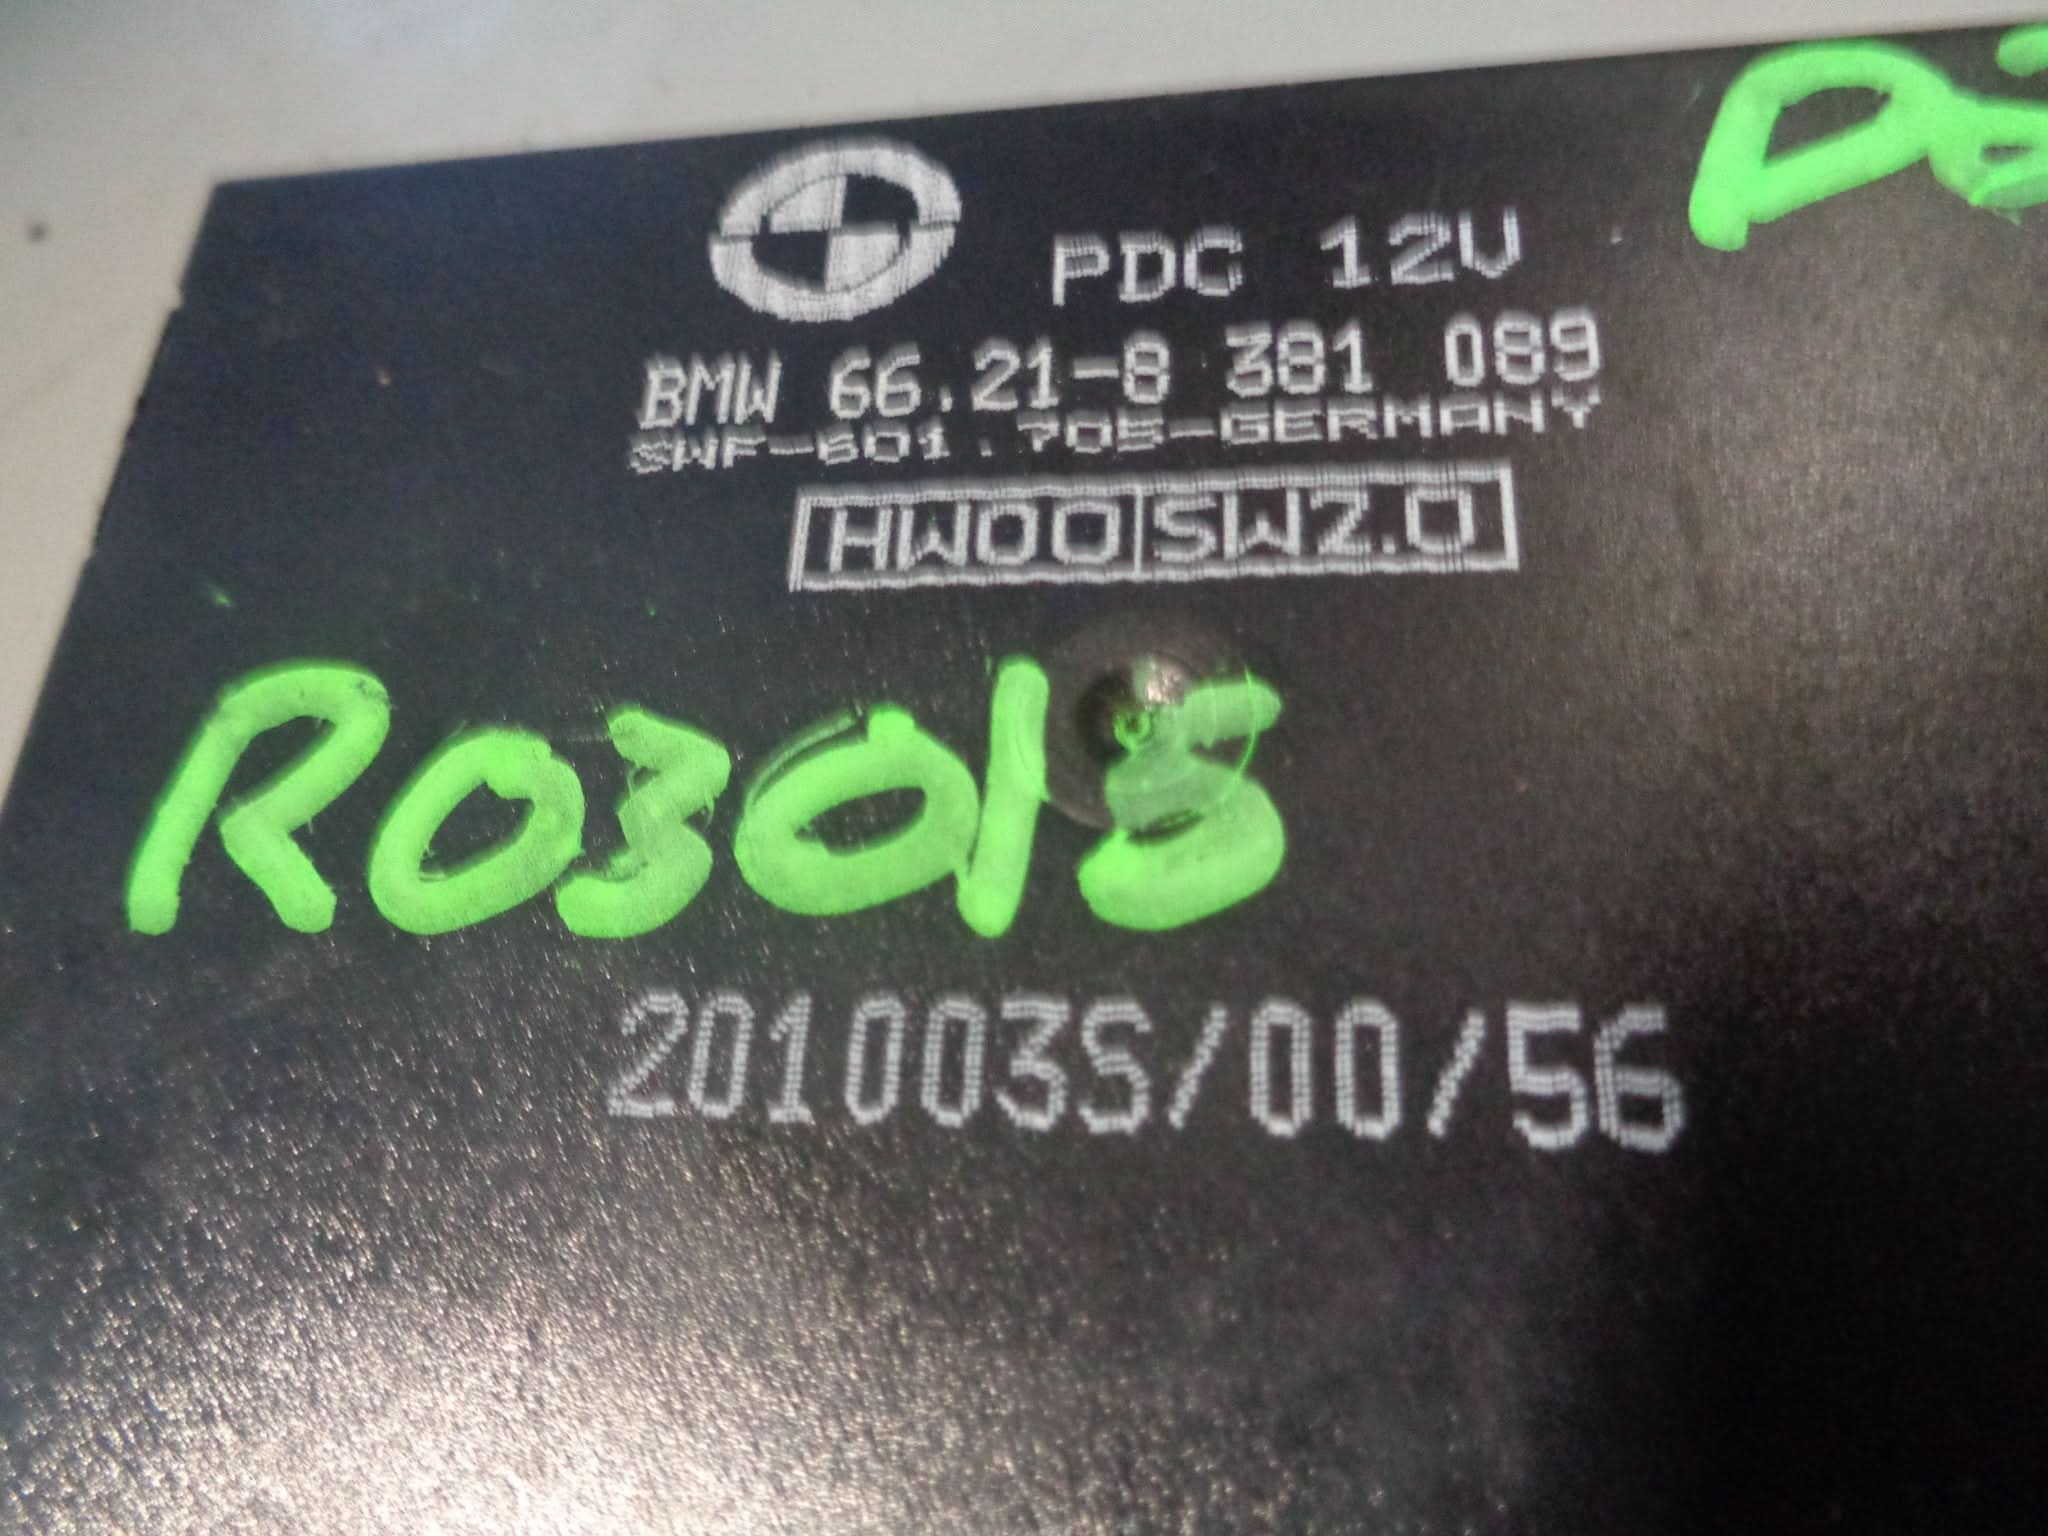 PDC 12V
BMW 66.21-8 381 089
SWF-601.705-GERMANY
HW00 SW2.0
R03015
201003S/00/56